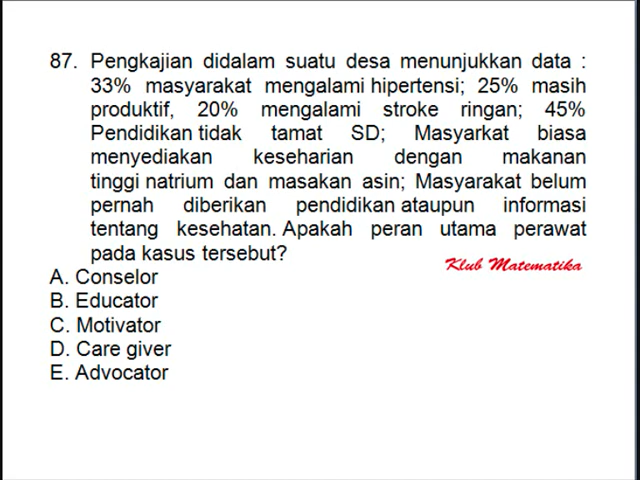 87. Pengkajian didalam suatu desa menunjukkan data :
33% masyarakat mengalami hipertensi; 25% masih
produktif, 20% mengalami stroke ringan; 45%
Pendidikan tidak tamat SD; Masyarkat biasa
menyediakan keseharian dengan makanan
tinggi natrium dan masakan asin; Masyarakat belum
pernah diberikan pendidikan ataupun informasi
tentang kesehatan. Apakah peran utama perawat
pada kasus tersebut?
Klub Matematika
A. Conselor
B. Educator
C. Motivator
D. Care giver
E. Advocator